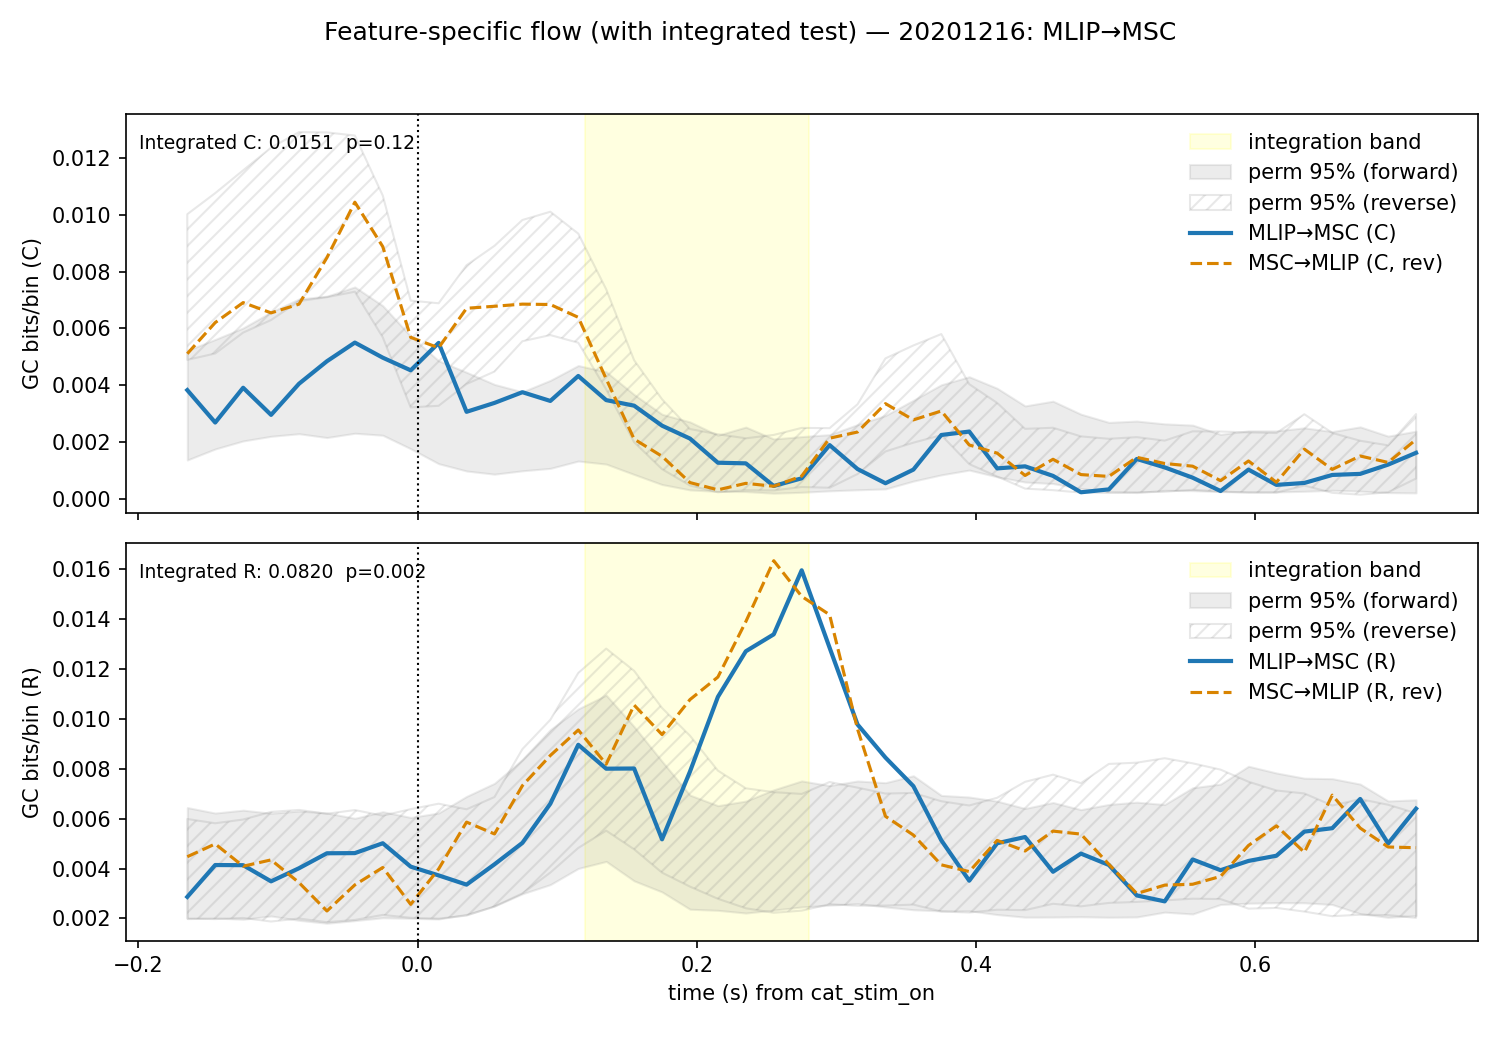 Feature-specific flow (with integrated test) — 20201216: MLIP→MSC
Integrated C: 0.0151  p=0.12
integration band
perm 95% (forward)
perm 95% (reverse)
MLIP→MSC (C)
MSC→MLIP (C, rev)
GC bits/bin (C)
0.012
0.010
0.008
0.006
0.004
0.002
0.000
Integrated R: 0.0820  p=0.002
integration band
perm 95% (forward)
perm 95% (reverse)
MLIP→MSC (R)
MSC→MLIP (R, rev)
GC bits/bin (R)
0.016
0.014
0.012
0.010
0.008
0.006
0.004
0.002
−0.2 0.0 0.2 0.4 0.6
time (s) from cat_stim_on